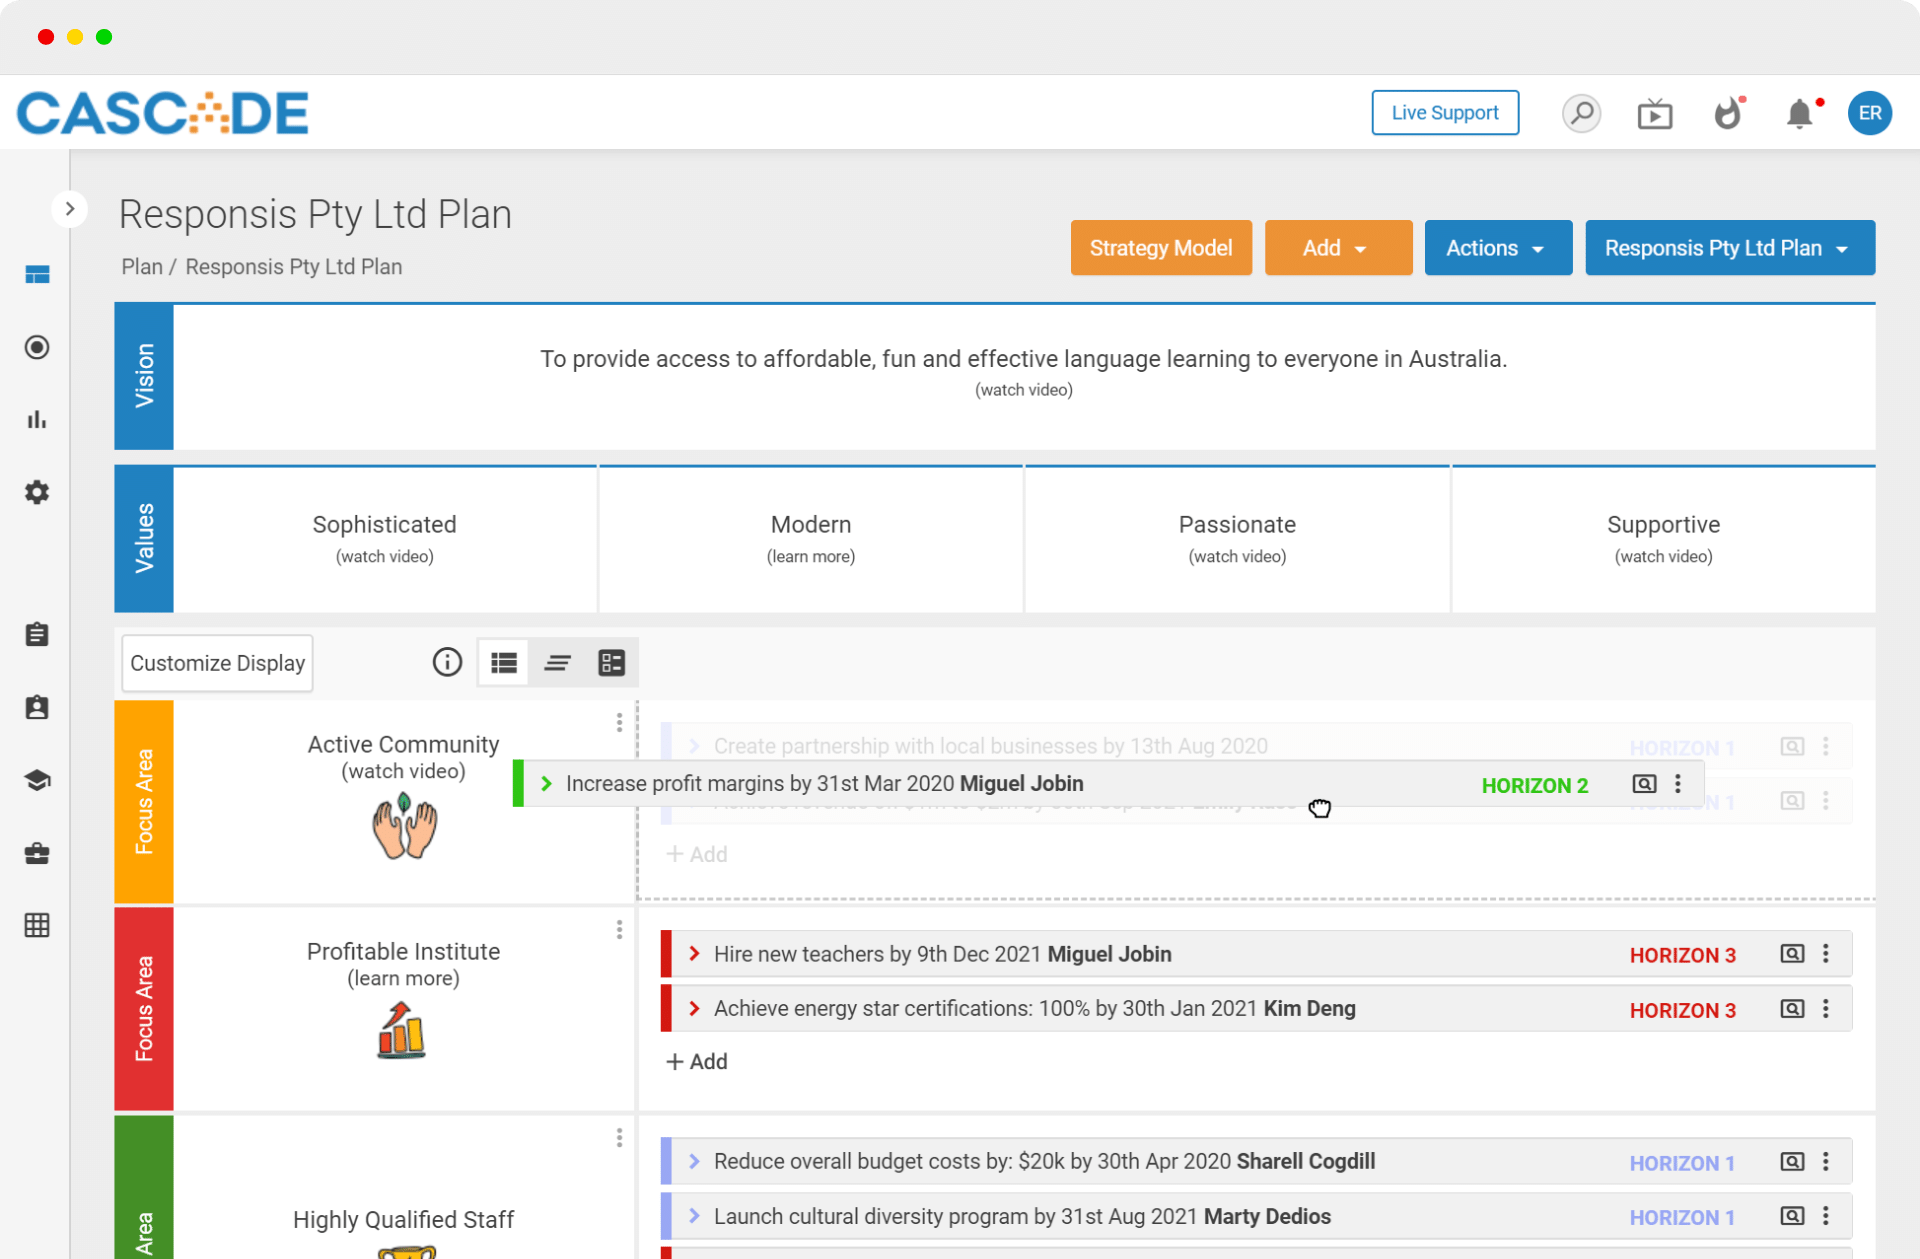 CASCADE
Live Support
ER
Responsis Pty Ltd Plan
Plan / Responsis Pty Ltd Plan
Strategy Model
Add
Actions
Responsis Pty Ltd Plan
Vision
To provide access to affordable, fun and effective language learning to everyone in Australia.
(watch video)
Values
Sophisticated
(watch video)
Modern
(learn more)
Passionate
(watch video)
Supportive
(watch video)
Customize Display
Focus Area
Active Community
(watch video)
Create partnership with local businesses by 13th Aug 2020
HORIZON 1
Increase profit margins by 31st Mar 2020 Miguel Jobin
HORIZON 2
+ Add
Focus Area
Profitable Institute
(learn more)
Hire new teachers by 9th Dec 2021 Miguel Jobin
HORIZON 3
Achieve energy star certifications: 100% by 30th Jan 2021 Kim Deng
HORIZON 3
+ Add
Area
Highly Qualified Staff
Reduce overall budget costs by: $20k by 30th Apr 2020 Sharell Cogdill
HORIZON 1
Launch cultural diversity program by 31st Aug 2021 Marty Dedios
HORIZON 1